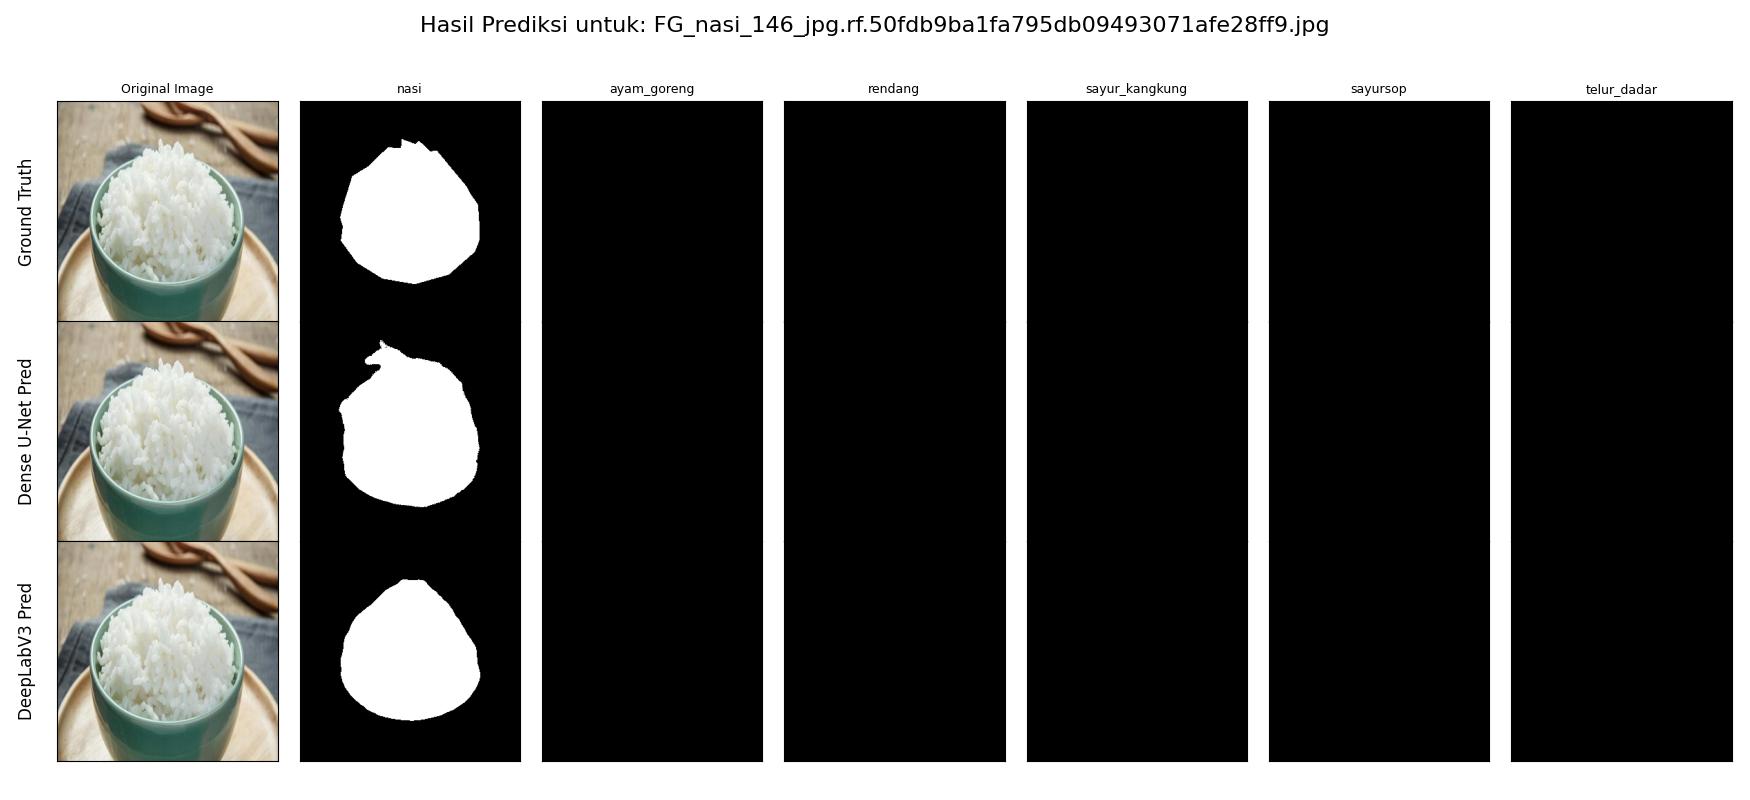 Hasil Prediksi untuk: FG_nasi_146_jpg.rf.50fdb9ba1fa795db09493071afe28ff9.jpg
Original Image
nasi
ayam_goreng
rendang
sayur_kangkung
sayursop
telur_dadar
Ground Truth
Dense U-Net Pred
DeepLabV3 Pred